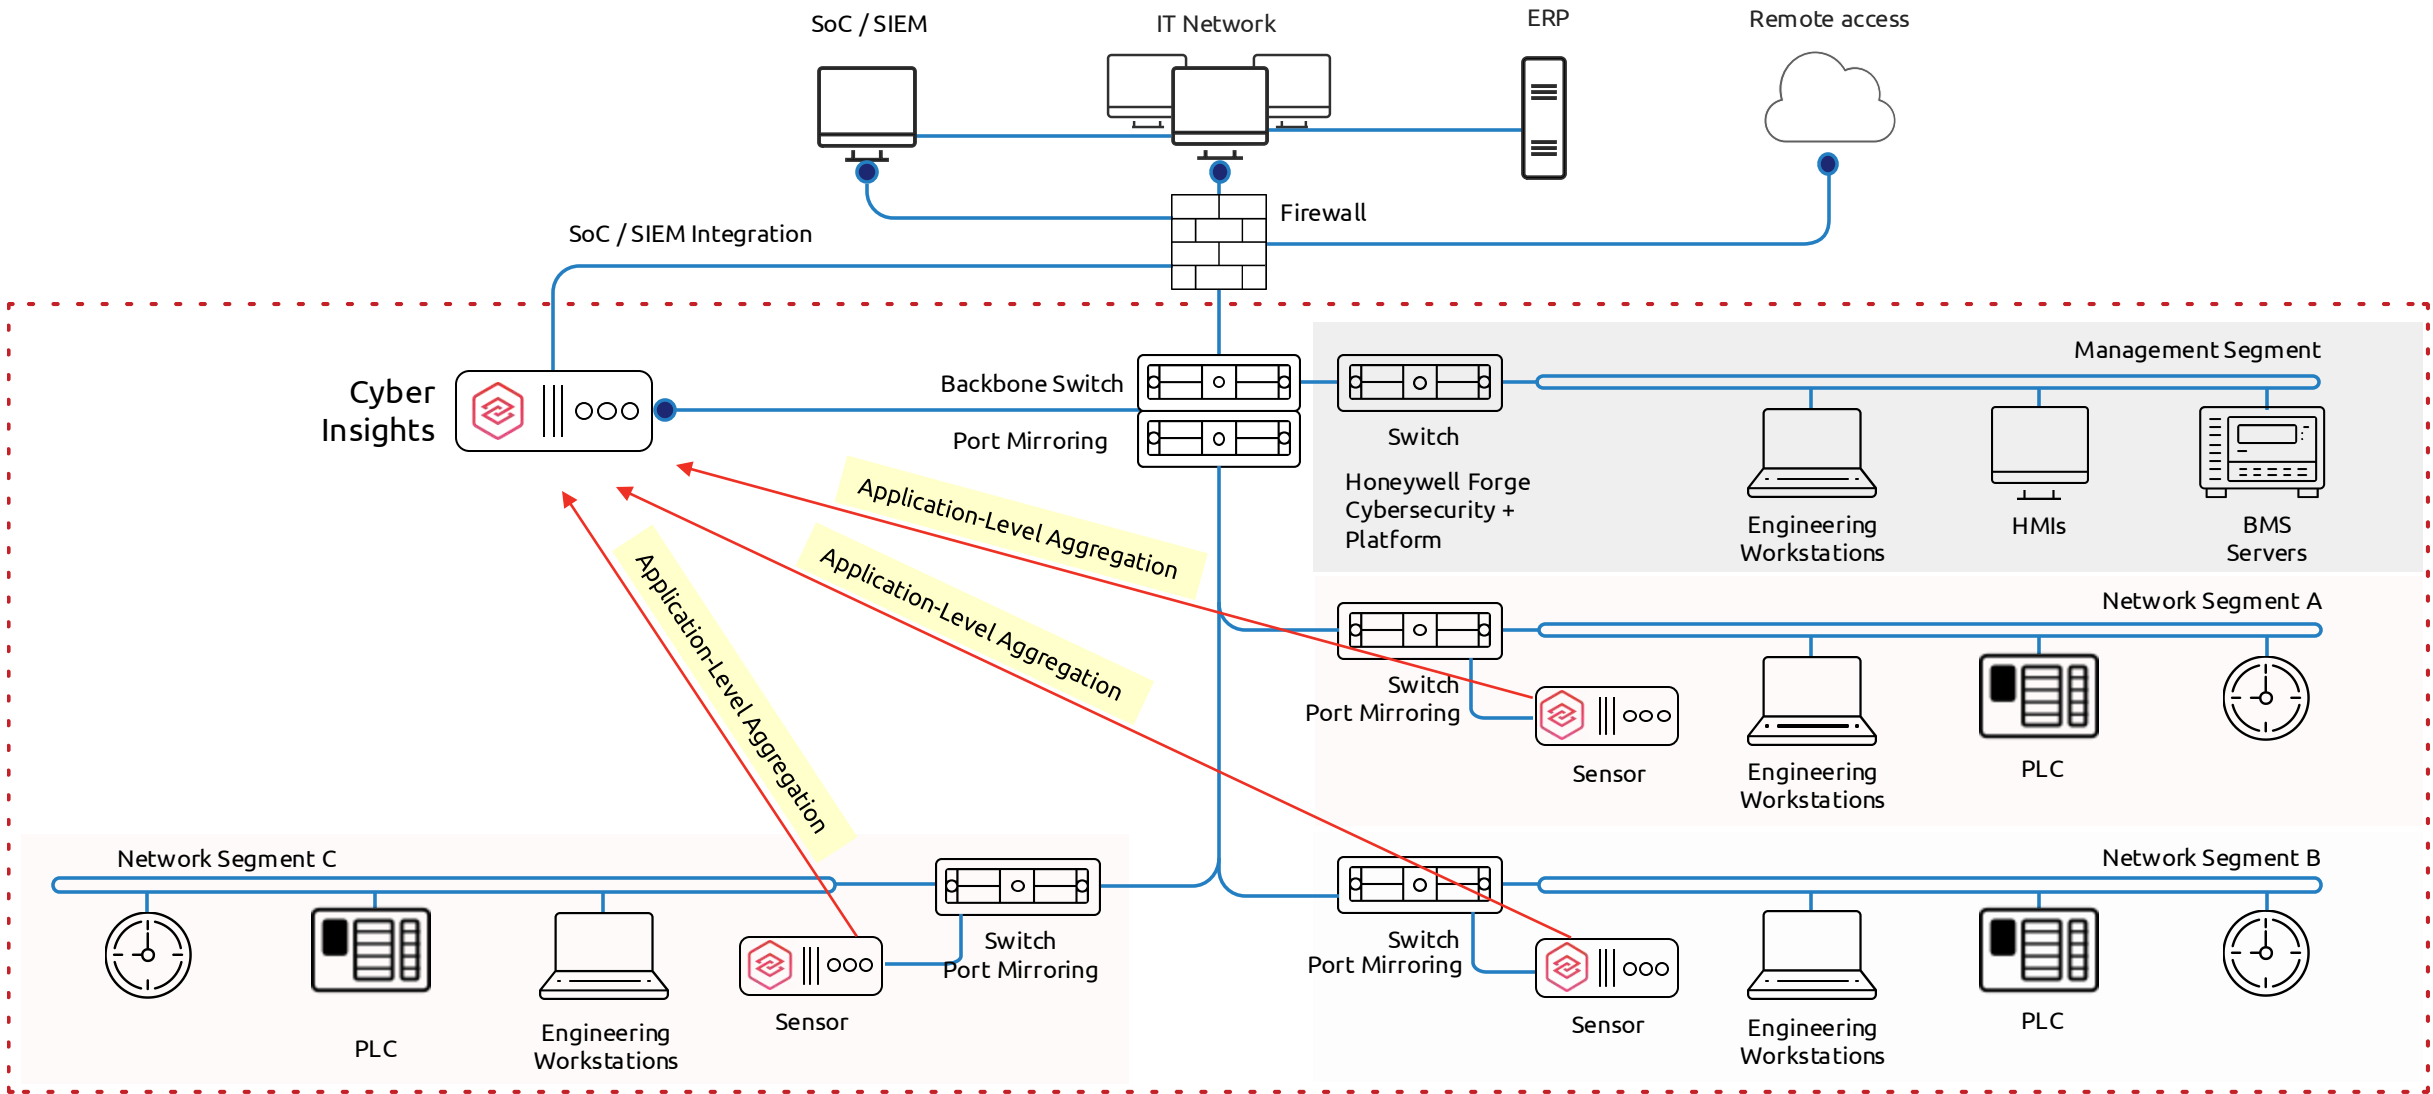 SoC / SIEM
IT Network
ERP
Remote access
Firewall
SoC / SIEM Integration
Cyber
Insights
Backbone Switch
Port Mirroring
Management Segment
Switch
Honeywell Forge
Cybersecurity +
Platform
Engineering
Workstations
HMIs
BMS
Servers
Application-Level Aggregation
Application-Level Aggregation
Application-Level Aggregation
Network Segment A
Switch
Port Mirroring
Sensor
Engineering
Workstations
PLC
Network Segment C
Switch
Port Mirroring
Sensor
Engineering
Workstations
PLC
Network Segment B
Switch
Port Mirroring
Sensor
Engineering
Workstations
PLC